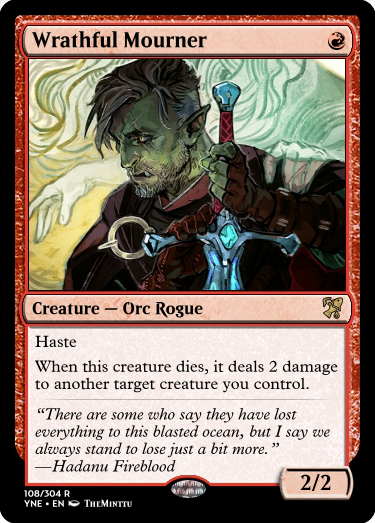 Wrathful Mourner
Creature — Orc Rogue
Haste
When this creature dies, it deals 2 damage
to another target creature you control.
“There are some who say they have lost
everything to this blasted ocean, but I say we
always stand to lose just a bit more.”
—Hadanu Fireblood
2/2
108/304 R
YNE • EN TheMinttu